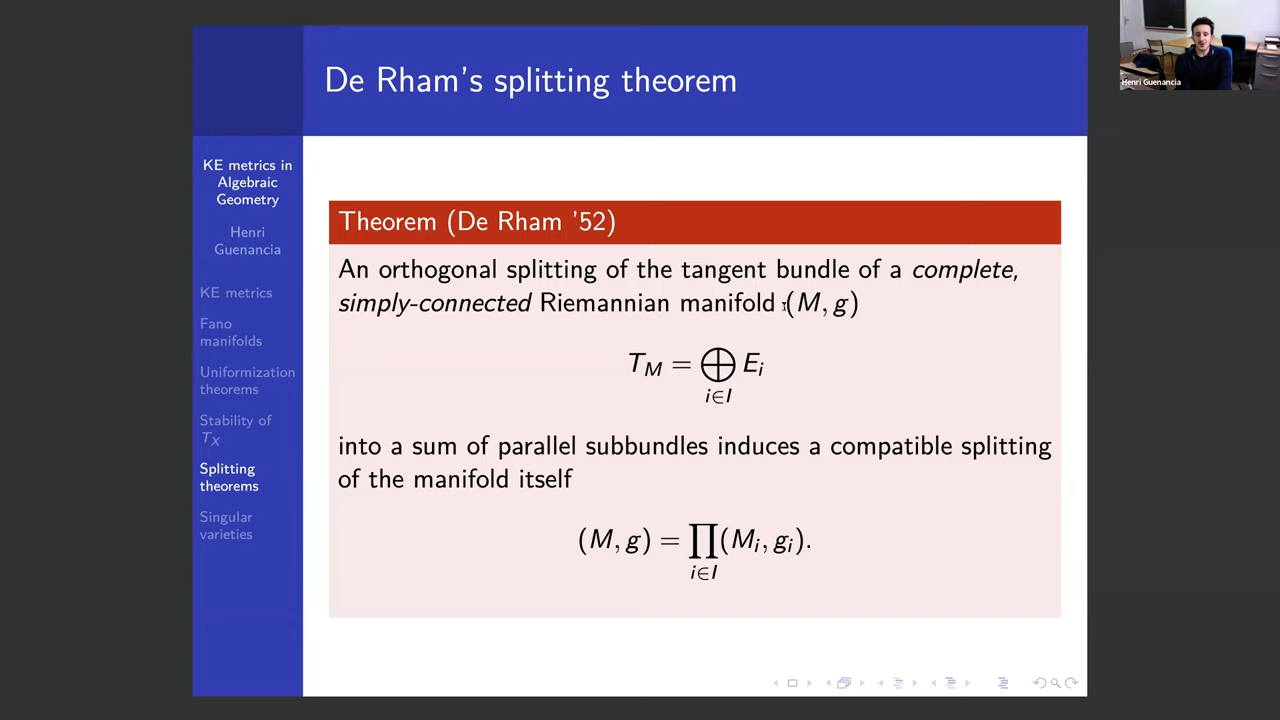 De Rham's splitting theorem
KE metrics in
Algebraic
Geometry
Henri
Guenancia
KE metrics
Fano
manifolds
Uniformization
theorems
Stability of
T_X
Splitting
theorems
Singular
varieties
Theorem (De Rham '52)
An orthogonal splitting of the tangent bundle of a complete,
simply-connected Riemannian manifold (M, g)
T_M = ⊕ E_i
i∈I
into a sum of parallel subbundles induces a compatible splitting
of the manifold itself
(M, g) = ∏(M_i, g_i).
i∈I
Henri Guenancia